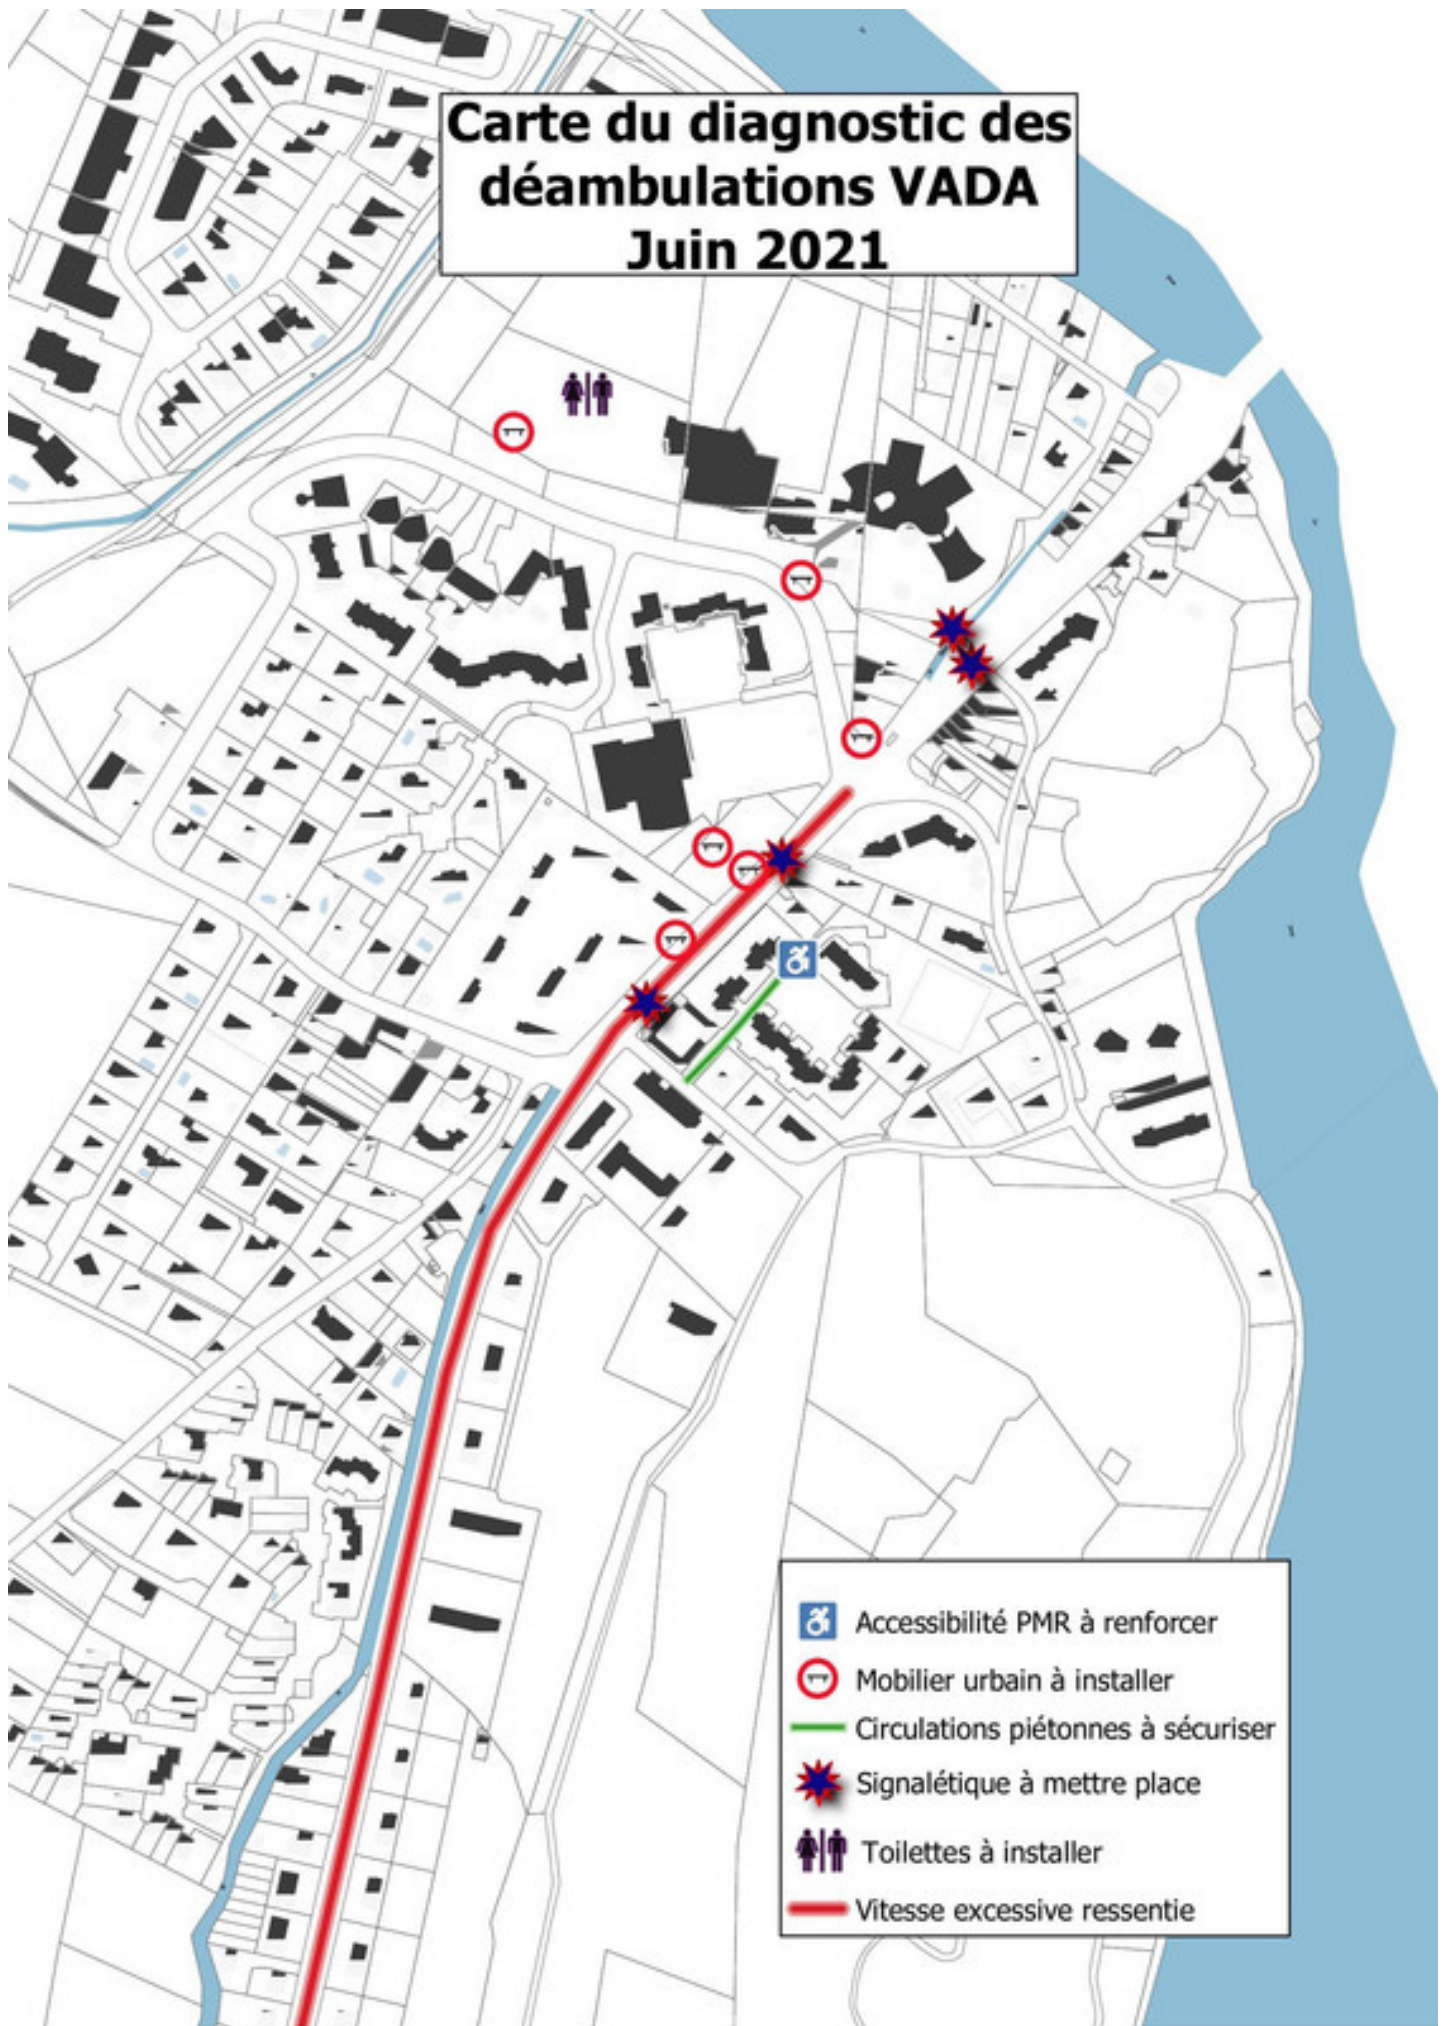 Carte du diagnostic des
déambulations VADA
Juin 2021
Accessibilité PMR à renforcer
Mobilier urbain à installer
Circulations piétonnes à sécuriser
Signalétique à mettre place
Toilettes à installer
Vitesse excessive ressentie